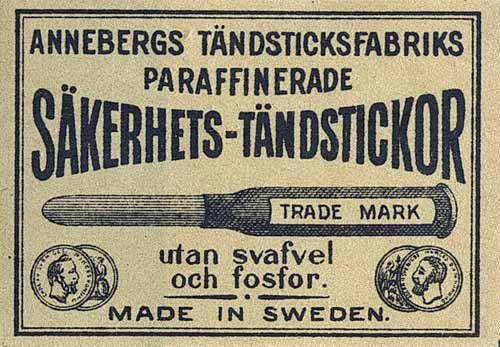 ANNEBERGS TÄNDSTICKSFABRIKS
PARAFFINERADE
SÄKERHETS-TÄNDSTICKOR
TRADE MARK
utan svafvel
och fosfor.
MADE IN SWEDEN.